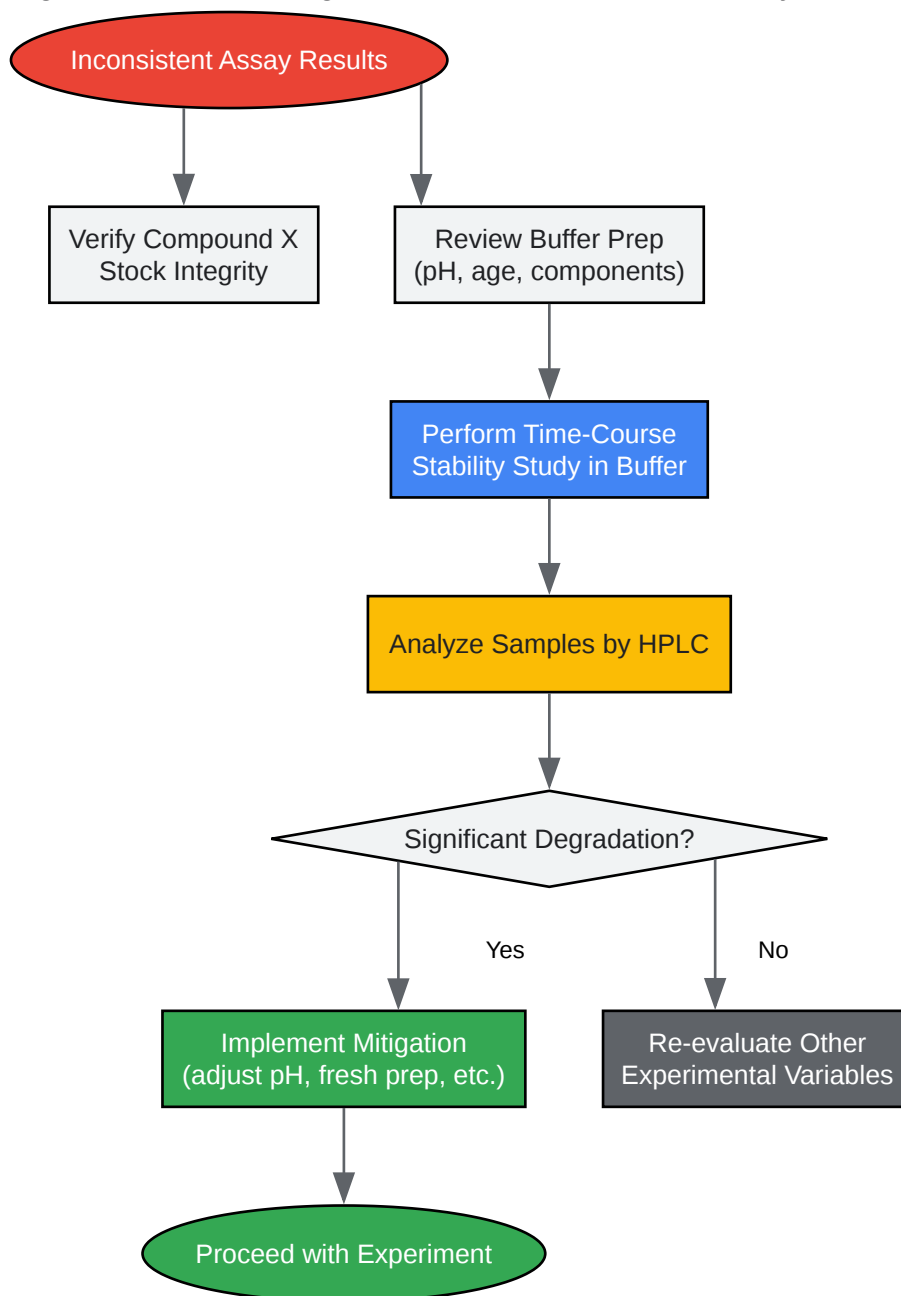 Inconsistent Assay Results
Verify Compound X
Stock Integrity
Review Buffer Prep
(pH, age, components)
Perform Time-Course
Stability Study in Buffer
Analyze Samples by HPLC
Significant Degradation?
Yes
No
Implement Mitigation
(adjust pH, fresh prep, etc.)
Re-evaluate Other
Experimental Variables
Proceed with Experiment